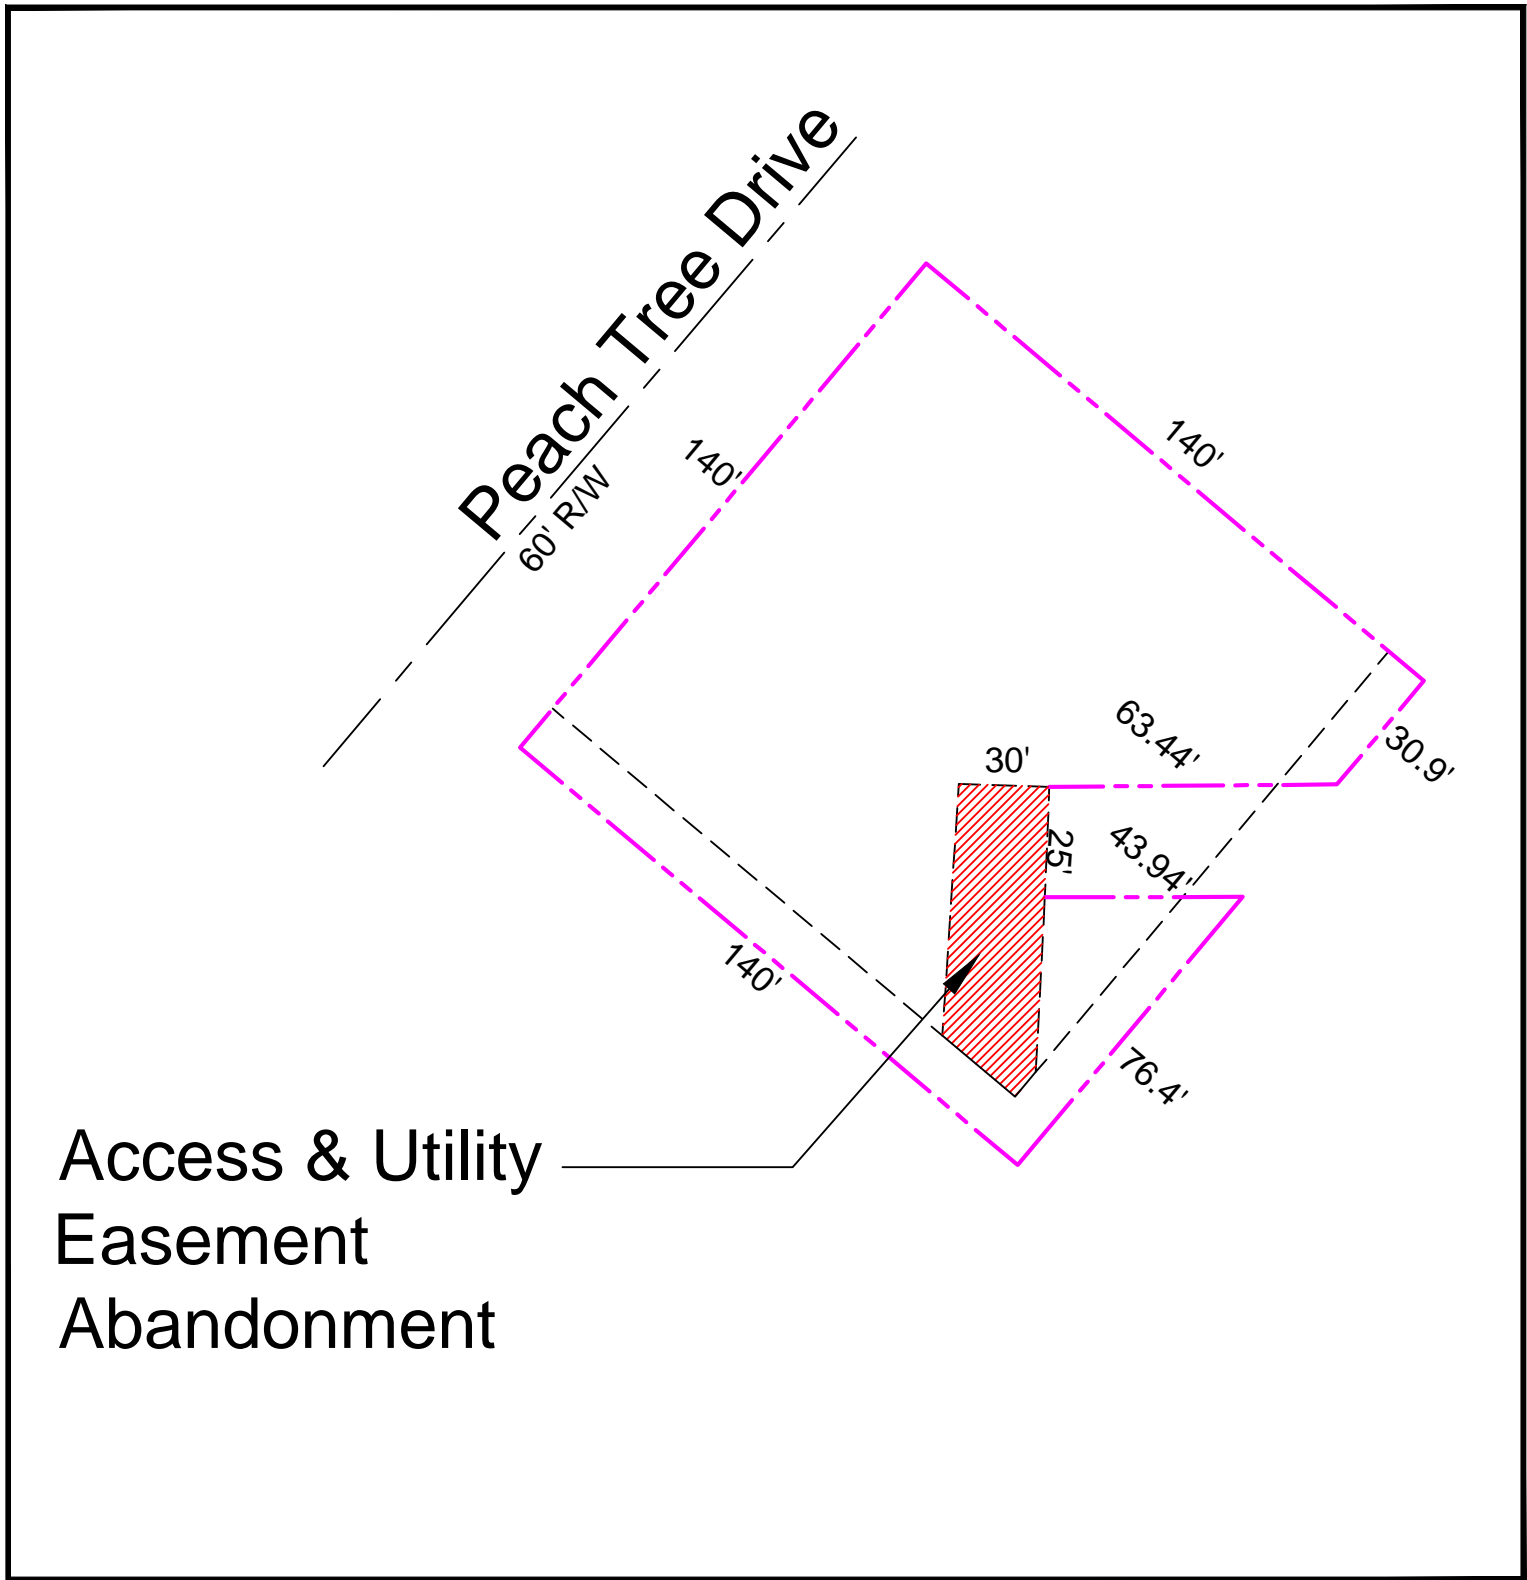 Peach Tree Drive
60' R/W
140'
140'
63.44'
30.9'
30'
25'
43.94'
140'
76.4'
Access & Utility
Easement
Abandonment